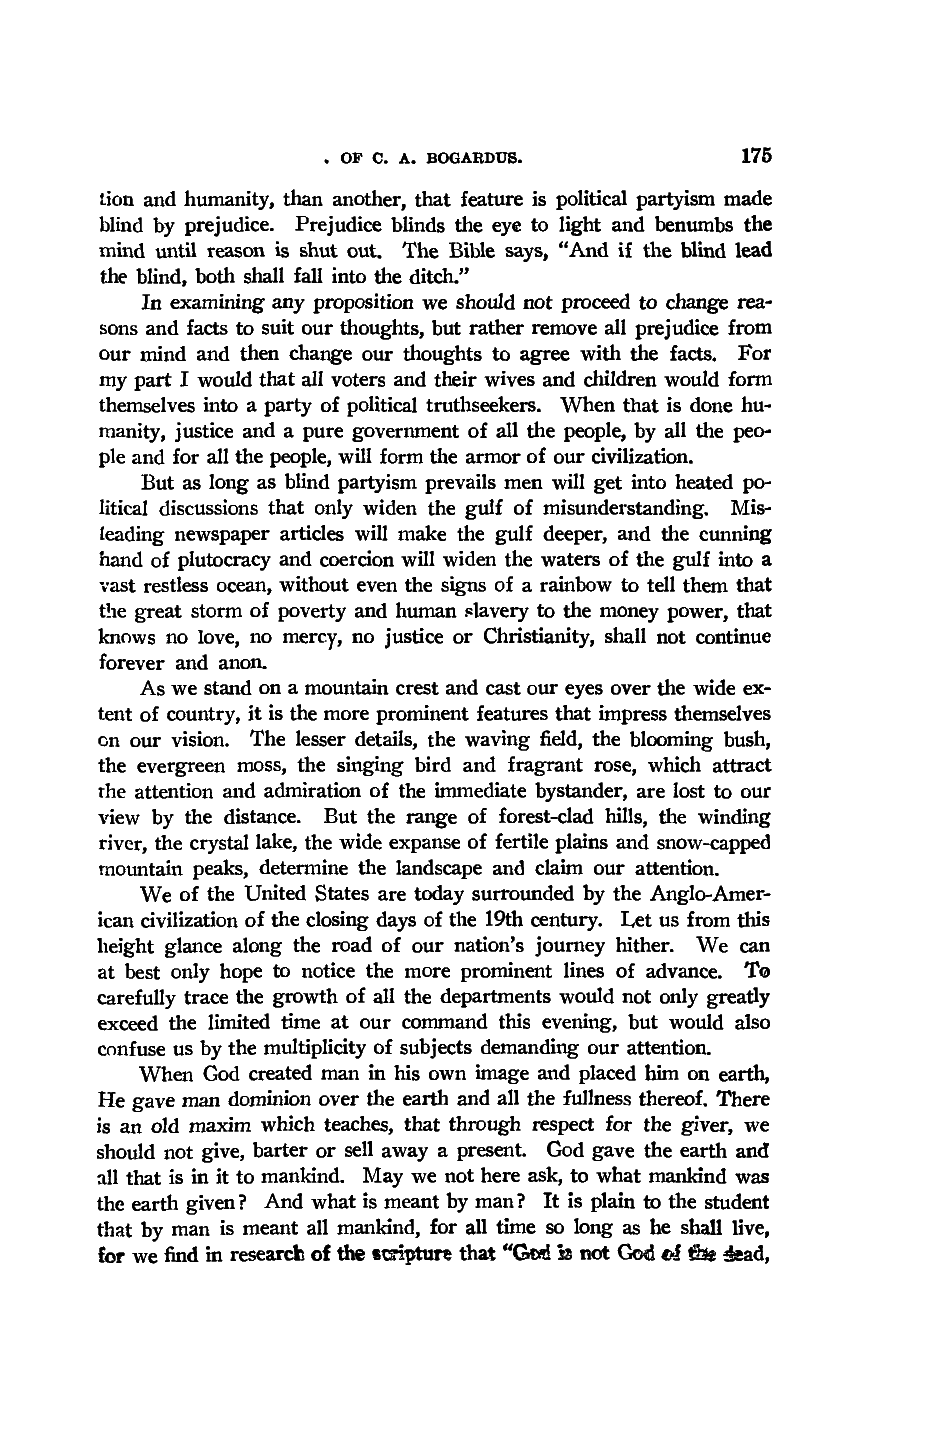 . OF C. A. BOGARDUS. 175
tion and humanity, than another, that feature is political partyism made
blind by prejudice. Prejudice blinds the eye to light and benumbs the
mind until reason is shut out. The Bible says, “And if the blind lead
the blind, both shall fall into the ditch.”
In examining any proposition we should not proceed to change rea-
sons and facts to suit our thoughts, but rather remove all prejudice from
our mind and then change our thoughts to agree with the facts. For
my part I would that all voters and their wives and children would form
themselves into a party of political truthseekers. When that is done hu-
manity, justice and a pure government of all the people, by all the peo-
ple and for all the people, will form the armor of our civilization.
But as long as blind partyism prevails men will get into heated po-
litical discussions that only widen the gulf of misunderstanding. Mis-
leading newspaper articles will make the gulf deeper, and the cunning
hand of plutocracy and coercion will widen the waters of the gulf into a
vast restless ocean, without even the signs of a rainbow to tell them that
the great storm of poverty and human slavery to the money power, that
knows no love, no mercy, no justice or Christianity, shall not continue
forever and anon.
As we stand on a mountain crest and cast our eyes over the wide ex-
tent of country, it is the more prominent features that impress themselves
on our vision. The lesser details, the waving field, the blooming bush,
the evergreen moss, the singing bird and fragrant rose, which attract
the attention and admiration of the immediate bystander, are lost to our
view by the distance. But the range of forest-clad hills, the winding
river, the crystal lake, the wide expanse of fertile plains and snow-capped
mountain peaks, determine the landscape and claim our attention.
We of the United States are today surrounded by the Anglo-Amer-
ican civilization of the closing days of the 19th century. Let us from this
height glance along the road of our nation’s journey hither. We can
at best only hope to notice the more prominent lines of advance. To
carefully trace the growth of all the departments would not only greatly
exceed the limited time at our command this evening, but would also
confuse us by the multiplicity of subjects demanding our attention.
When God created man in his own image and placed him on earth,
He gave man dominion over the earth and all the fullness thereof. There
is an old maxim which teaches, that through respect for the giver, we
should not give, barter or sell away a present. God gave the earth and
all that is in it to mankind. May we not here ask, to what mankind was
the earth given? And what is meant by man? It is plain to the student
that by man is meant all mankind, for all time so long as he shall live,
for we find in research of the scripture that “God is not God of the dead,